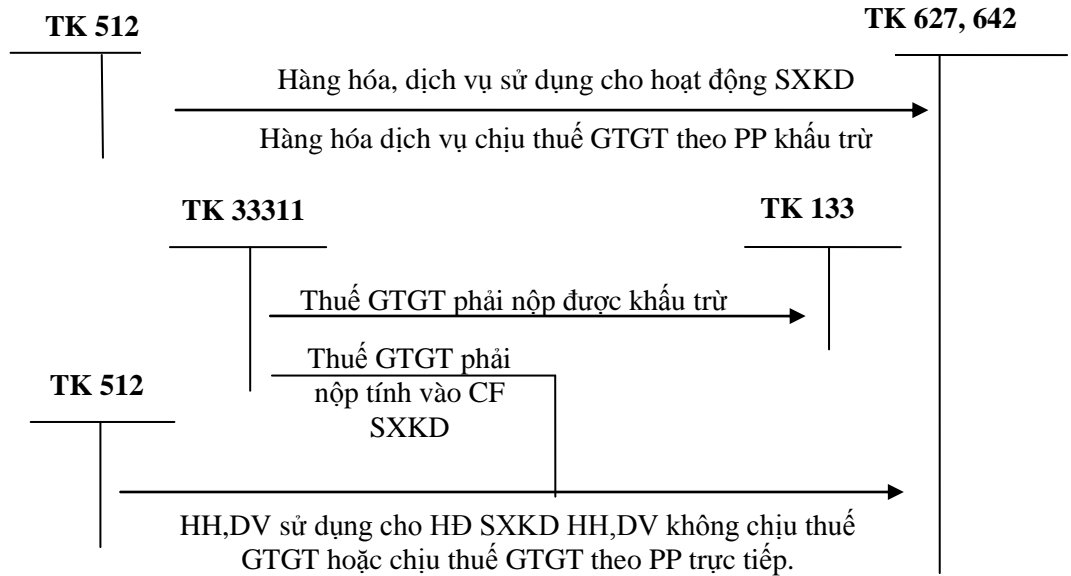 TK 512
TK 627, 642
Hàng hóa, dịch vụ sử dụng cho hoạt động SXKD
Hàng hóa dịch vụ chịu thuế GTGT theo PP khấu trừ
TK 33311
TK 133
Thuế GTGT phải nộp được khấu trừ
Thuế GTGT phải
nộp tính vào CF
SXKD
TK 512
HH,DV sử dụng cho HĐ SXKD HH,DV không chịu thuế
GTGT hoặc chịu thuế GTGT theo PP trực tiếp.